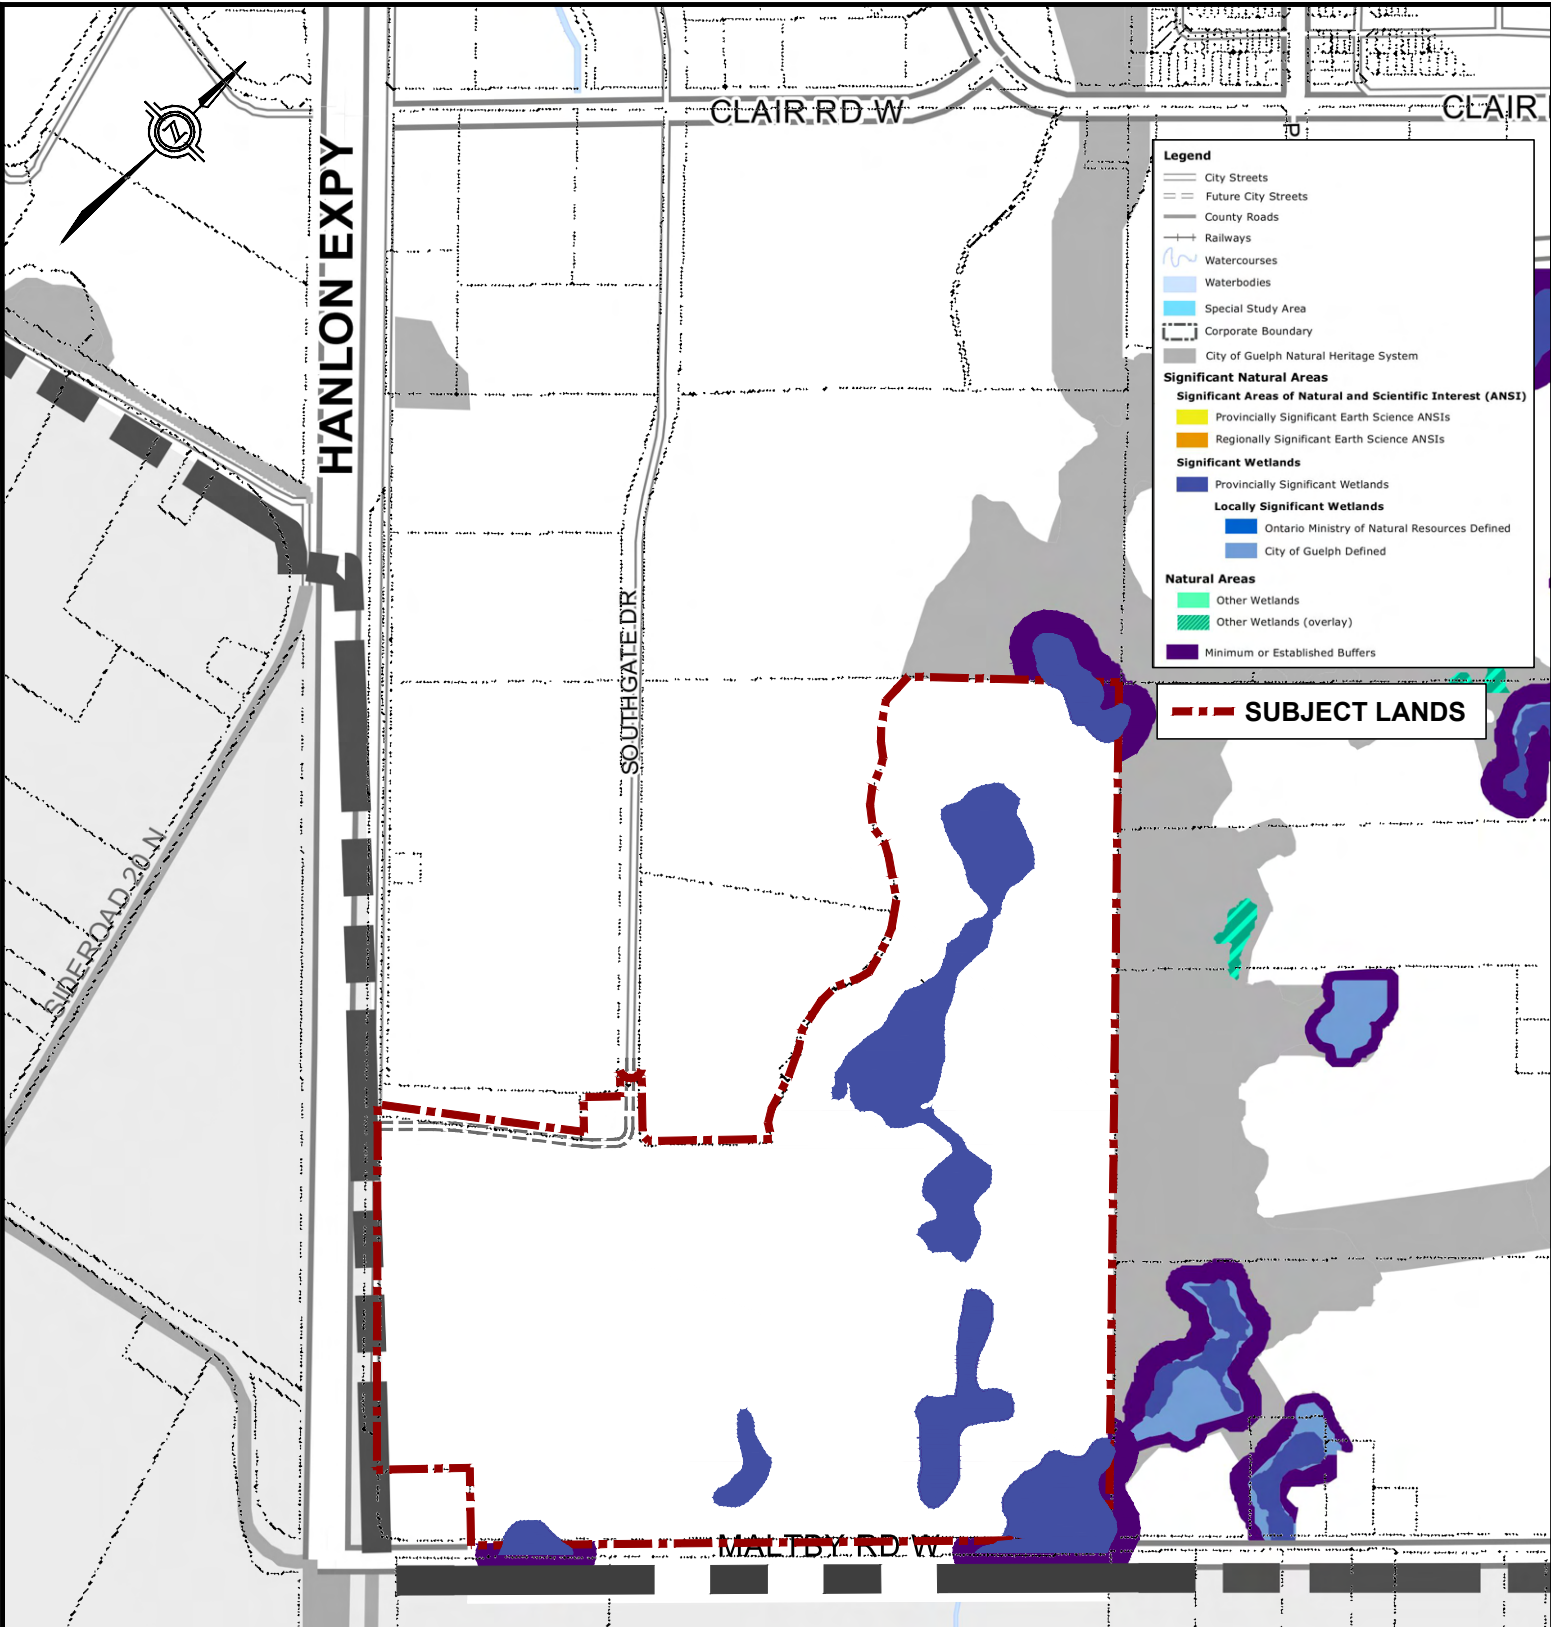 CLAIR RD W
CLAIR
P
HANLON EXPY
Z
Legend
City Streets
Future City Streets
County Roads
Railways
Watercourses
Waterbodies
Special Study Area
Corporate Boundary
City of Guelph Natural Heritage System
Significant Natural Areas
Significant Areas of Natural and Scientific Interest (ANSI)
Provincially Significant Earth Science ANSIs
Regionally Significant Earth Science ANSIs
Significant Wetlands
Provincially Significant Wetlands
Locally Significant Wetlands
Ontario Ministry of Natural Resources Defined
City of Guelph Defined
Natural Areas
Other Wetlands
Other Wetlands (overlay)
Minimum or Established Buffers
SUBJECT LANDS
SOUTHGATE DR
SIDEROAD 20 N
MALTBY RD W